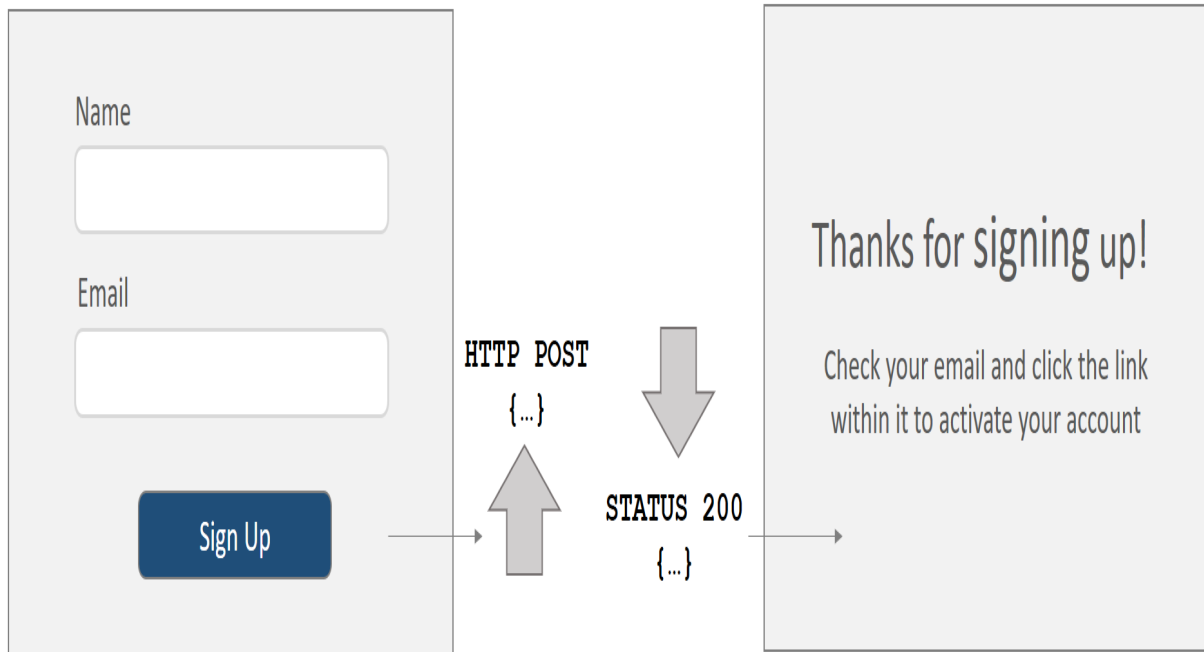 Name
Email
Sign Up
HTTP POST
{...}
STATUS 200
{...}
Thanks for signing up!
Check your email and click the link
within it to activate your account